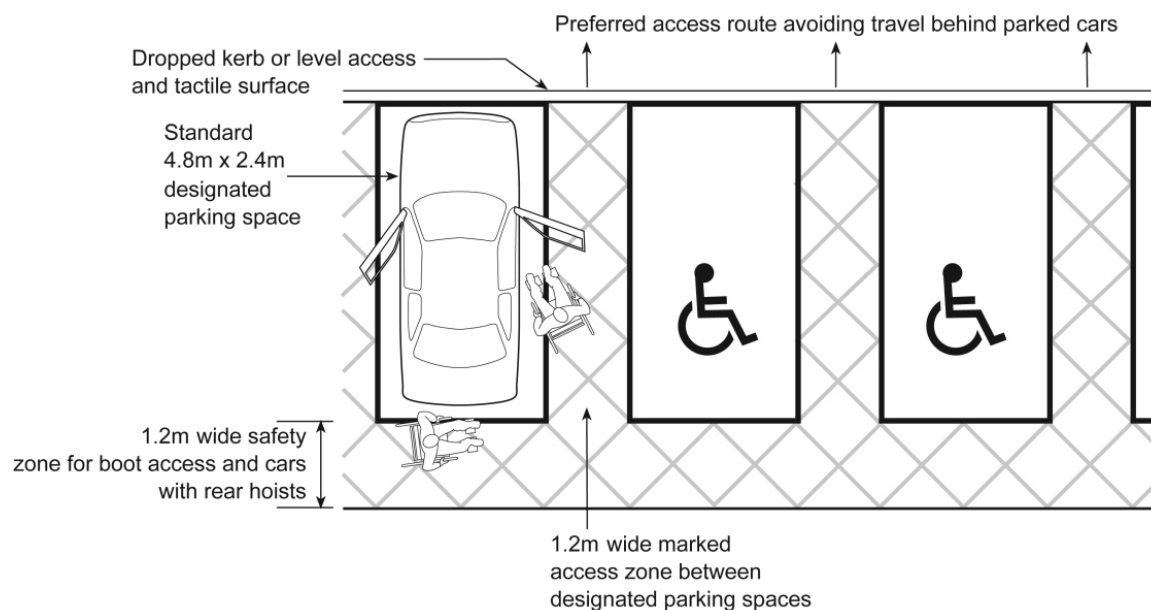 Preferred access route avoiding travel behind parked cars
Dropped kerb or level access
and tactile surface
Standard
4.8m x 2.4m
designated
parking space
1.2m wide safety
zone for boot access and cars
with rear hoists
1.2m wide marked
access zone between
designated parking spaces